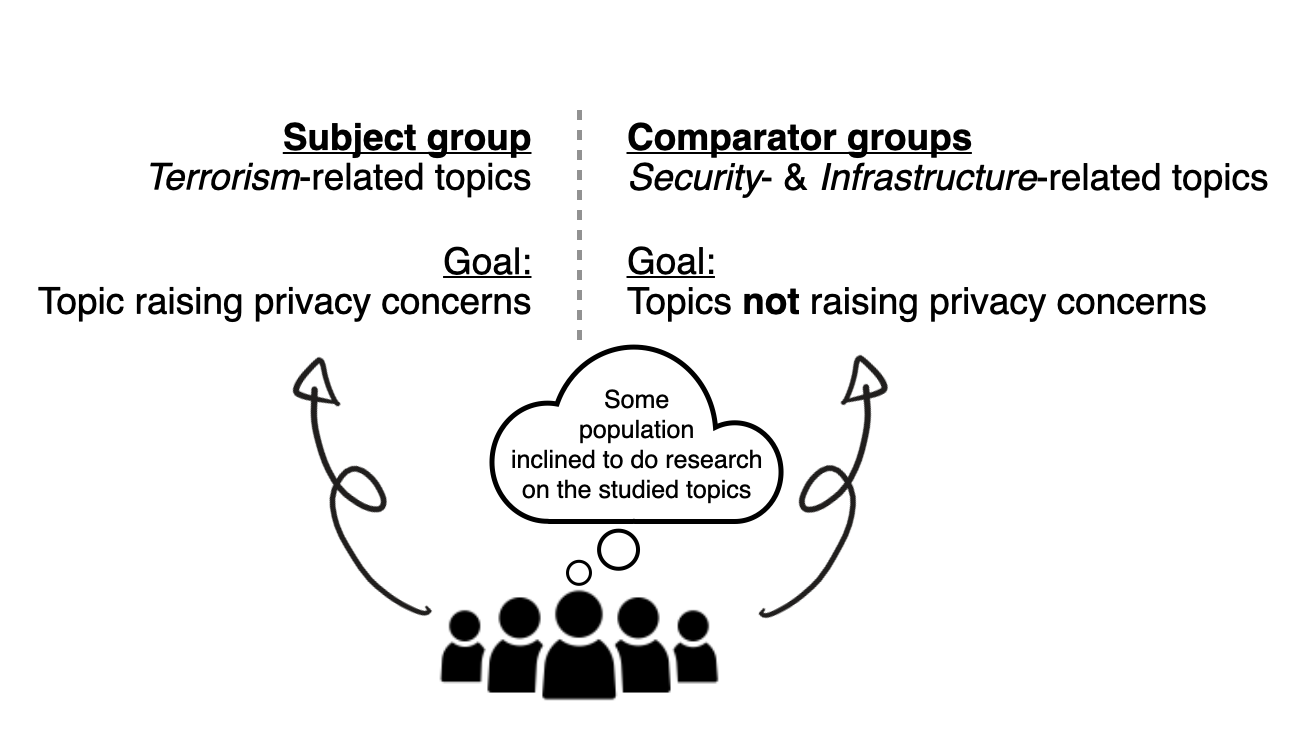 Subject group
Terrorism-related topics
Goal:
Topic raising privacy concerns
Comparator groups
Security- & Infrastructure-related topics
Goal:
Topics not raising privacy concerns
Some
population
inclined to do research
on the studied topics